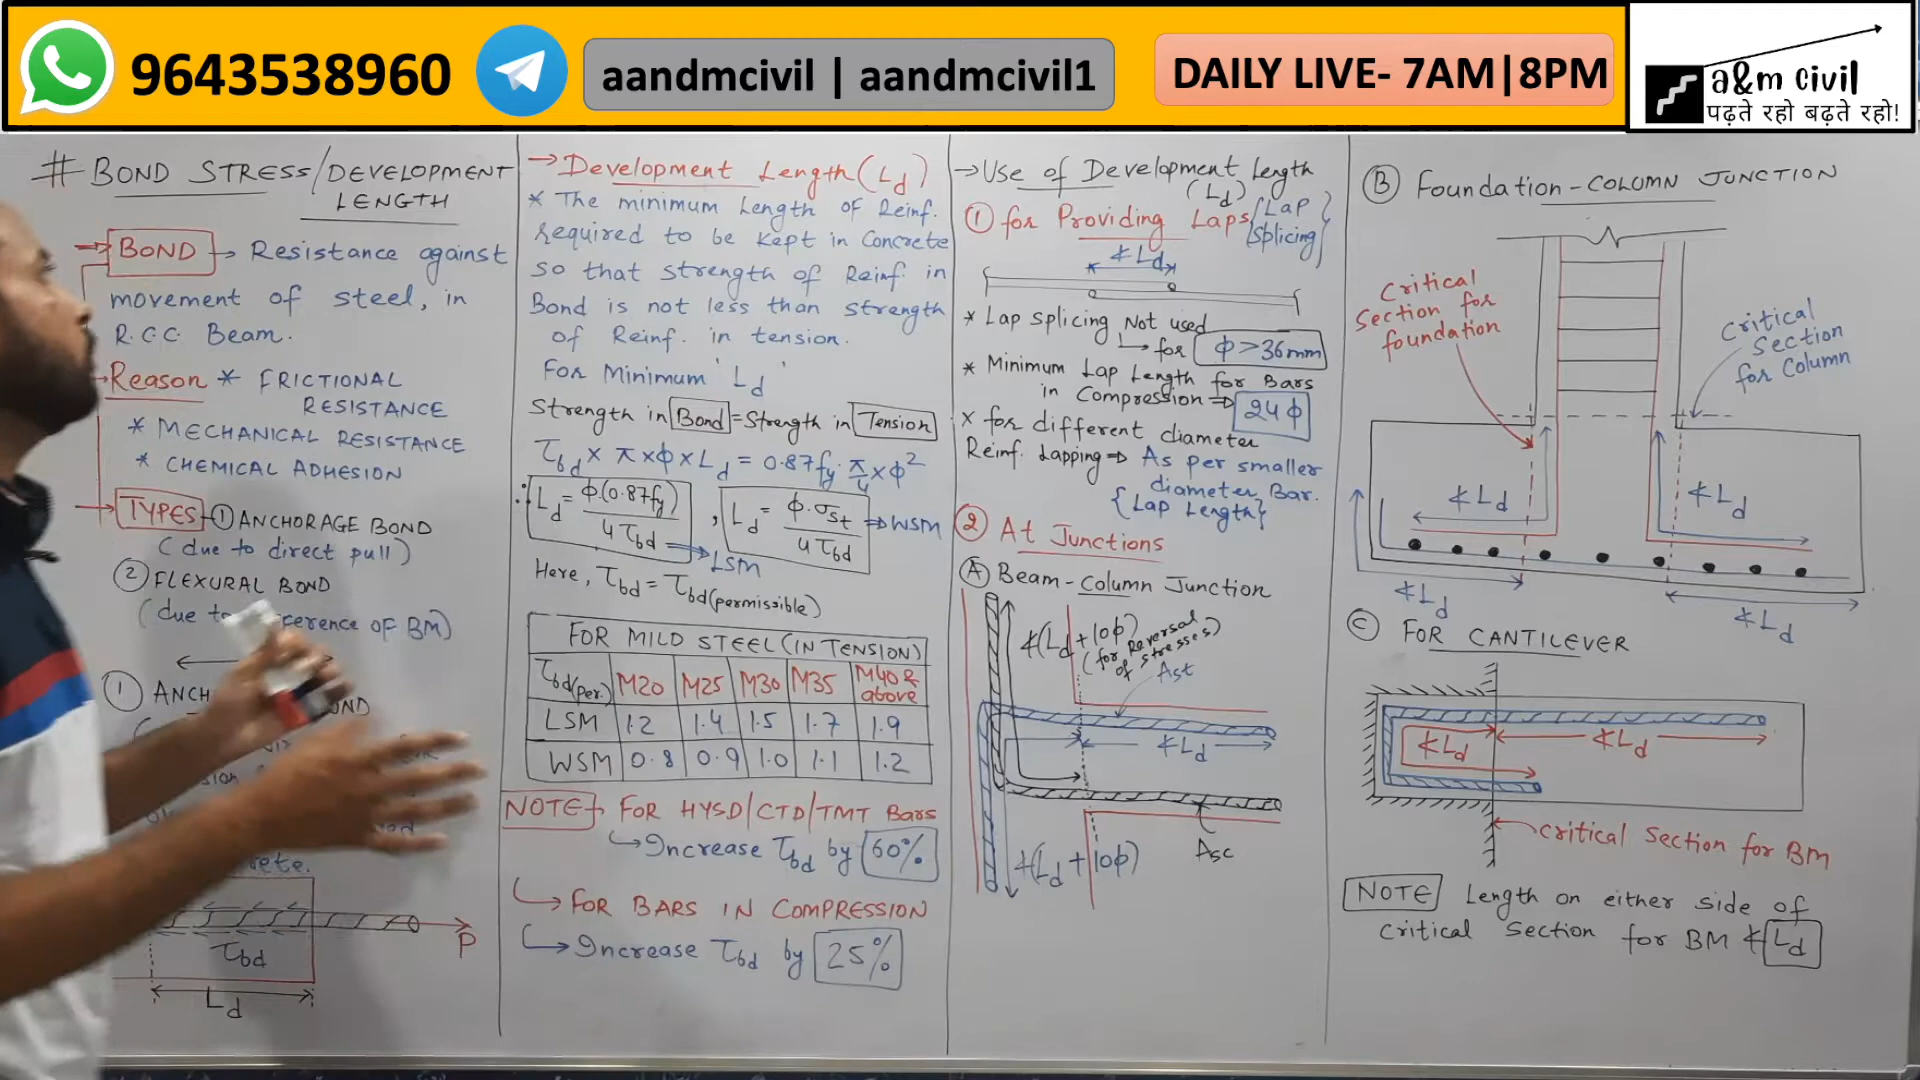 9643538960
aandmcivil | aandmcivil1
DAILY LIVE- 7AM|8PM
a&m civil
पढ़ते रहो बढ़ते रहो!
# BOND STRESS/DEVELOPMENT
LENGTH
BOND → Resistance against
movement of steel, in
R.C.C. Beam.
Reason * FRICTIONAL
RESISTANCE
* MECHANICAL RESISTANCE
* CHEMICAL ADHESION
TYPES → ① ANCHORAGE BOND
(due to direct pull)
② FLEXURAL BOND
(due to ference of BM)
① ANCH OND
ete.
τbd
P
Ld
→ Development Length (Ld)
* The minimum Length of Reinf.
required to be kept in Concrete
so that strength of Reinf. in
Bond is not less than strength
of Reinf. in tension.
For Minimum 'Ld'
Strength in Bond = Strength in Tension
τbd × π × φ × Ld = 0.87fy π/4 × φ²
∴ Ld = φ.(0.87fy)/4τbd → LSM , Ld = φ.σst/4τbd ⇒ WSM
Here, τbd = τbd(permissible)
FOR MILD STEEL (IN TENSION)
τbd(per.) M20 M25 M30 M35 M40 & above
LSM 1.2 1.4 1.5 1.7 1.9
WSM 0.8 0.9 1.0 1.1 1.2
NOTE → FOR HYSD/CTD/TMT Bars
→ Increase τbd by 60%
→ FOR BARS IN COMPRESSION
→ Increase τbd by 25%
→ Use of Development Length
(Ld)
① for Providing Laps {Lap Splicing}
≮ Ld
* Lap splicing Not used
→ for φ>36mm
* Minimum Lap Length for Bars
in Compression ⇒ 24φ
× for different diameter
Reinf. Lapping ⇒ As per smaller
diameter Bar.
{Lap Length}
② At Junctions
Ⓐ Beam-Column Junction
≮(Ld+10φ)
(for Reversal
of stresses)
Ast
≮ Ld
≮(Ld+10φ)
Asc
Ⓑ Foundation-COLUMN JUNCTION
Critical
Section for
foundation
Critical
Section
for Column
≮ Ld
≮ Ld
≮ Ld
≮ Ld
Ⓒ FOR CANTILEVER
≮ Ld
≮ Ld
critical Section for BM
NOTE Length on either side of
critical Section for BM ≮ Ld